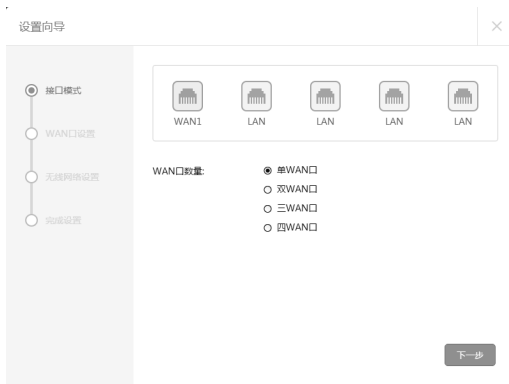 设置向导
接口模式
WAN口设置
无线网络设置
完成设置
WAN1 LAN LAN LAN LAN
WAN口数量:
单WAN口
双WAN口
三WAN口
四WAN口
下一步